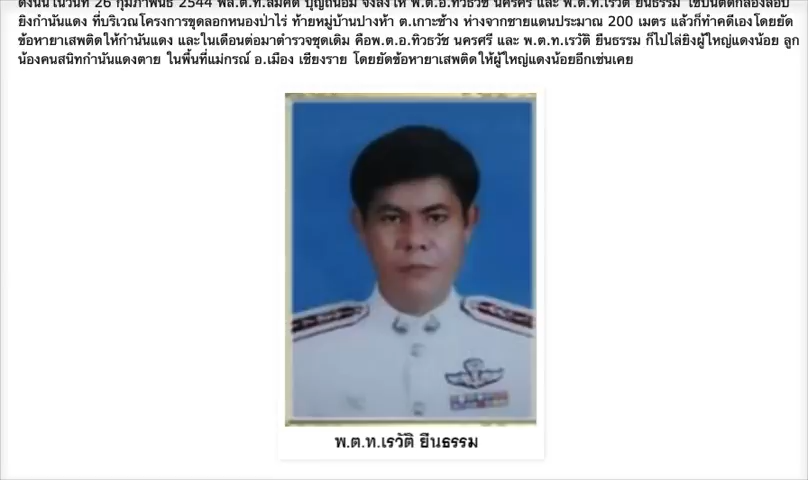 ดังนั้นในวันที่ 26 กุมภาพันธ์ 2544 พล.ต.ท.สมคิด บุญถนอม จึงสั่งให้ พ.ต.อ.ทิวธวัช นครศรี และ พ.ต.ท.เรวัติ ยืนธรรม ใช้ปืนติดกล้องลอบ
ยิงกำนันแดง ที่บริเวณโครงการขุดลอกหนองป่าไร่ ท้ายหมู่บ้านปางห้า ต.เกาะช้าง ห่างจากชายแดนประมาณ 200 เมตร แล้วก็ทำคดีเองโดยยัด
ข้อหายาเสพติดให้กำนันแดง และในเดือนต่อมาตำรวจชุดเดิม คือพ.ต.อ.ทิวธวัช นครศรี และ พ.ต.ท.เรวัติ ยืนธรรม ก็ไปไล่ยิงผู้ใหญ่แดงน้อย ลูก
น้องคนสนิทกำนันแดงตาย ในพื้นที่แม่กรณ์ อ.เมือง เชียงราย โดยยัดข้อหายาเสพติดให้ผู้ใหญ่แดงน้อยอีกเช่นเคย
พ.ต.ท.เรวัติ ยืนธรรม